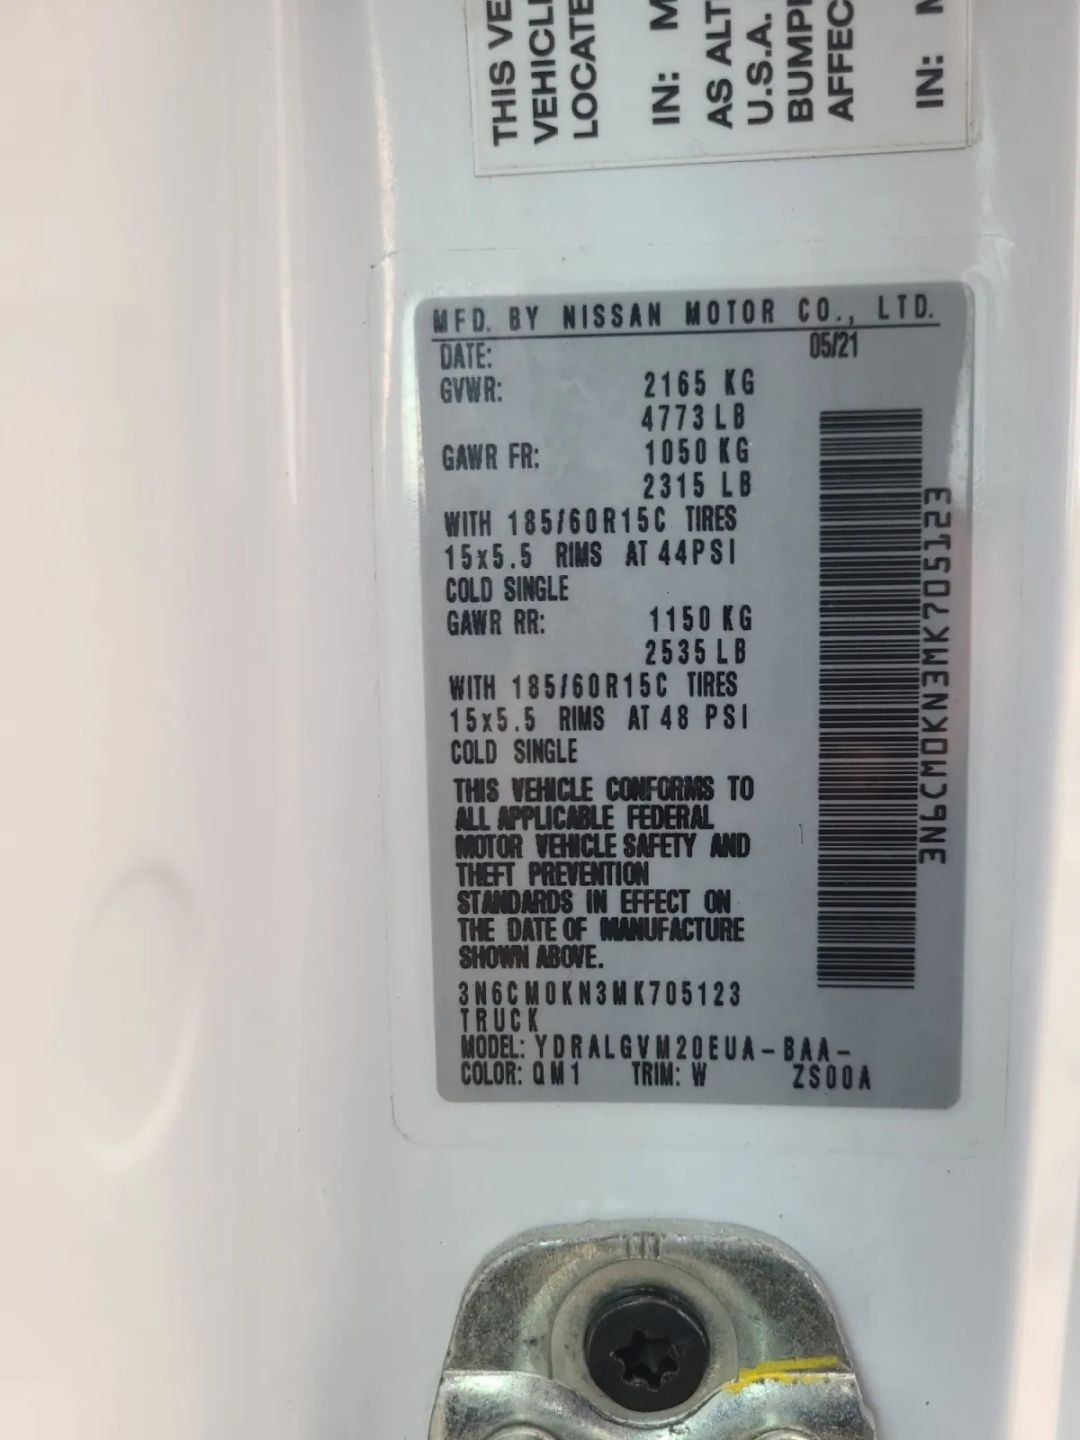 THIS VE
VEHICLE
LOCATE
IN: M
AS ALT
U.S.A.
BUMP
AFFEC
IN:
MFD. BY NISSAN MOTOR CO., LTD.
DATE: 05/21
GVWR: 2165 KG
4773 LB
GAWR FR: 1050 KG
2315 LB
WITH 185/60R15C TIRES
15x5.5 RIMS AT 44PSI
COLD SINGLE
GAWR RR: 1150 KG
2535 LB
WITH 185/60R15C TIRES
15x5.5 RIMS AT 48 PSI
COLD SINGLE
THIS VEHICLE CONFORMS TO
ALL APPLICABLE FEDERAL
MOTOR VEHICLE SAFETY AND
THEFT PREVENTION
STANDARDS IN EFFECT ON
THE DATE OF MANUFACTURE
SHOWN ABOVE.
3N6CM0KN3MK705123
TRUCK
MODEL: YDRALGVM20EUA-BAA-
COLOR: QM1 TRIM: W ZS00A
3N6CM0KN3MK705123